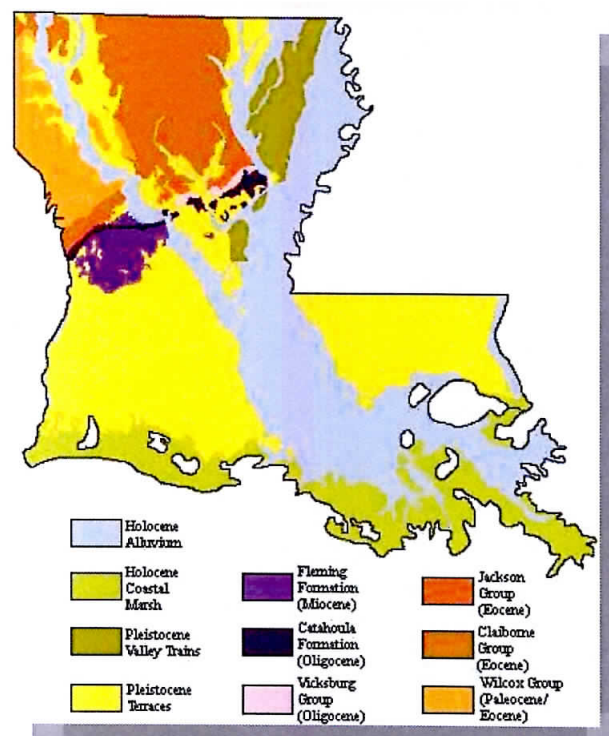 Holocene
Alluvium
Holocene
Coastal
Marsh
Pleistocene
Valley Trains
Pleistocene
Terraces
Fleming
Formation
(Miocene)
Catahoula
Formation
(Oligocene)
Vicksburg
Group
(Oligocene)
Jackson
Group
(Eocene)
Claiborne
Group
(Eocene)
Wilcox Group
(Paleocene/
Eocene)